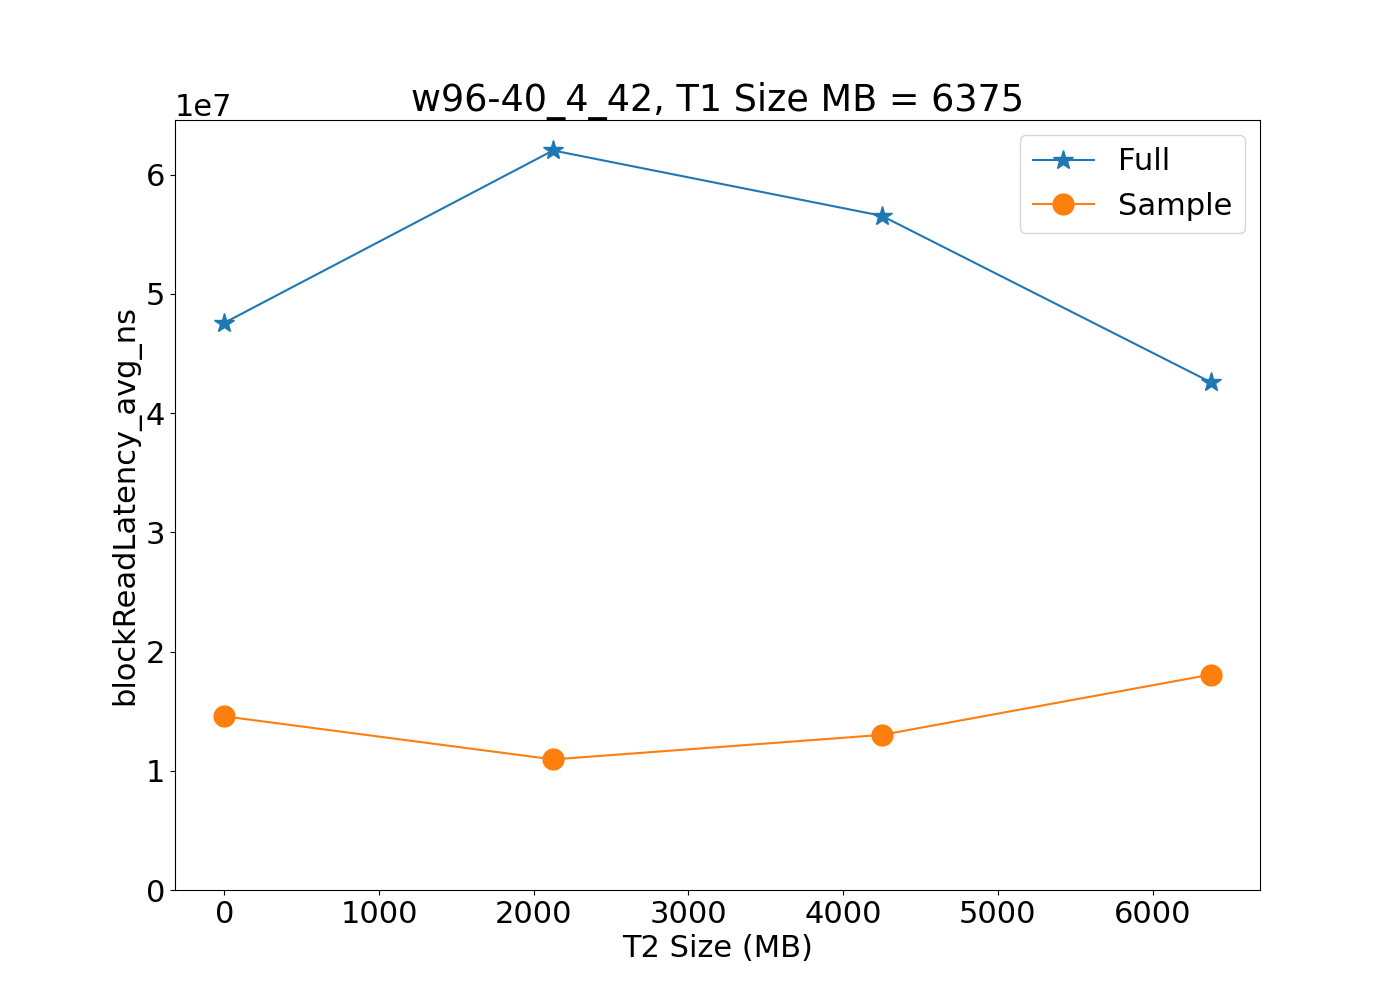 w96-40_4_42, T1 Size MB = 6375
1e7
Full
Sample
6
5
4
3
2
1
0
blockReadLatency_avg_ns
0 1000 2000 3000 4000 5000 6000
T2 Size (MB)